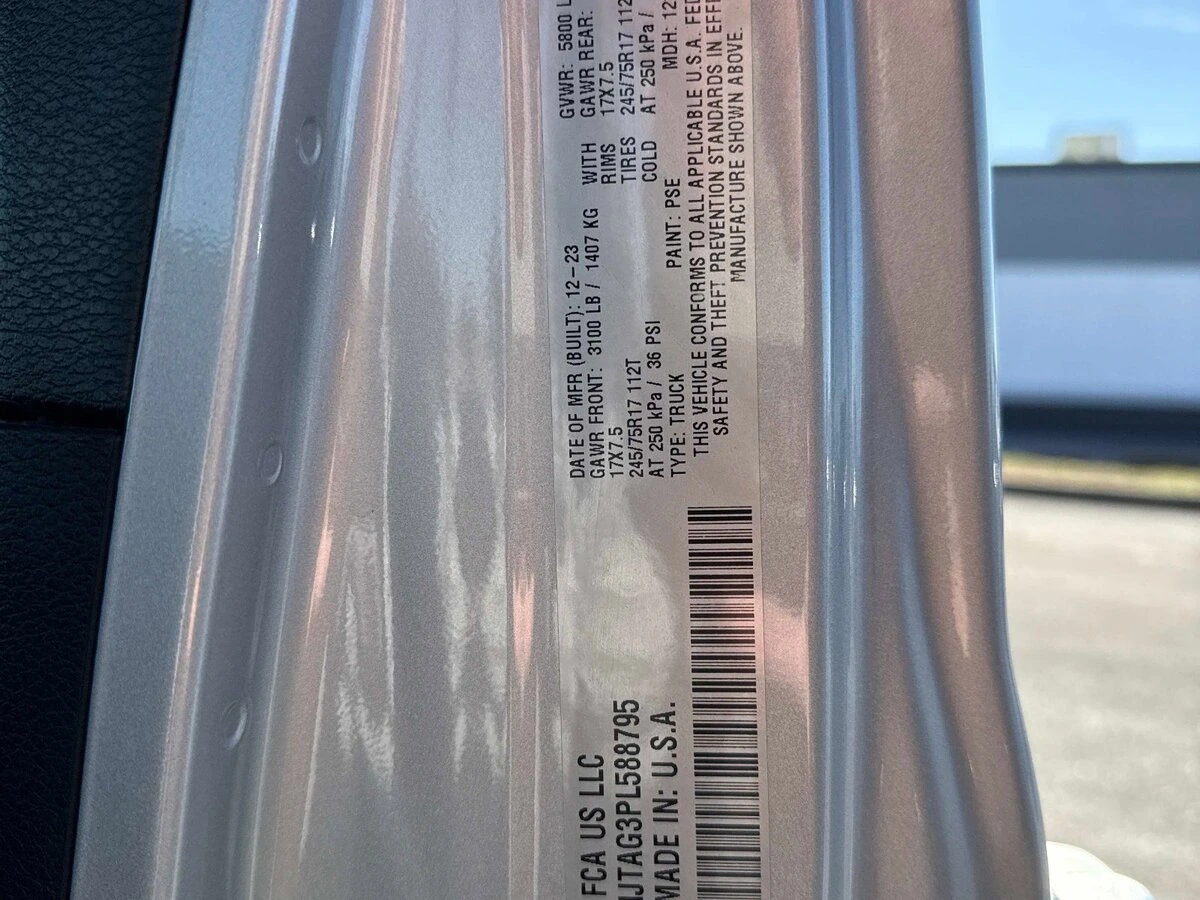 FCA US LLC
JTAG3PL588795
MADE IN: U.S.A.
DATE OF MFR (BUILT): 12-23
GAWR FRONT: 3100 LB / 1407 KG WITH
17X7.5 RIMS
245/75R17 112T TIRES
AT 250 kPa / 36 PSI COLD
TYPE: TRUCK PAINT: PSE
GVWR: 5800
GAWR REAR:
17X7.5
245/75R17 112
AT 250 kPa /
MDH: 12
THIS VEHICLE CONFORMS TO ALL APPLICABLE U.S.A.
SAFETY AND THEFT PREVENTION STANDARDS IN
MANUFACTURE SHOWN ABOVE.